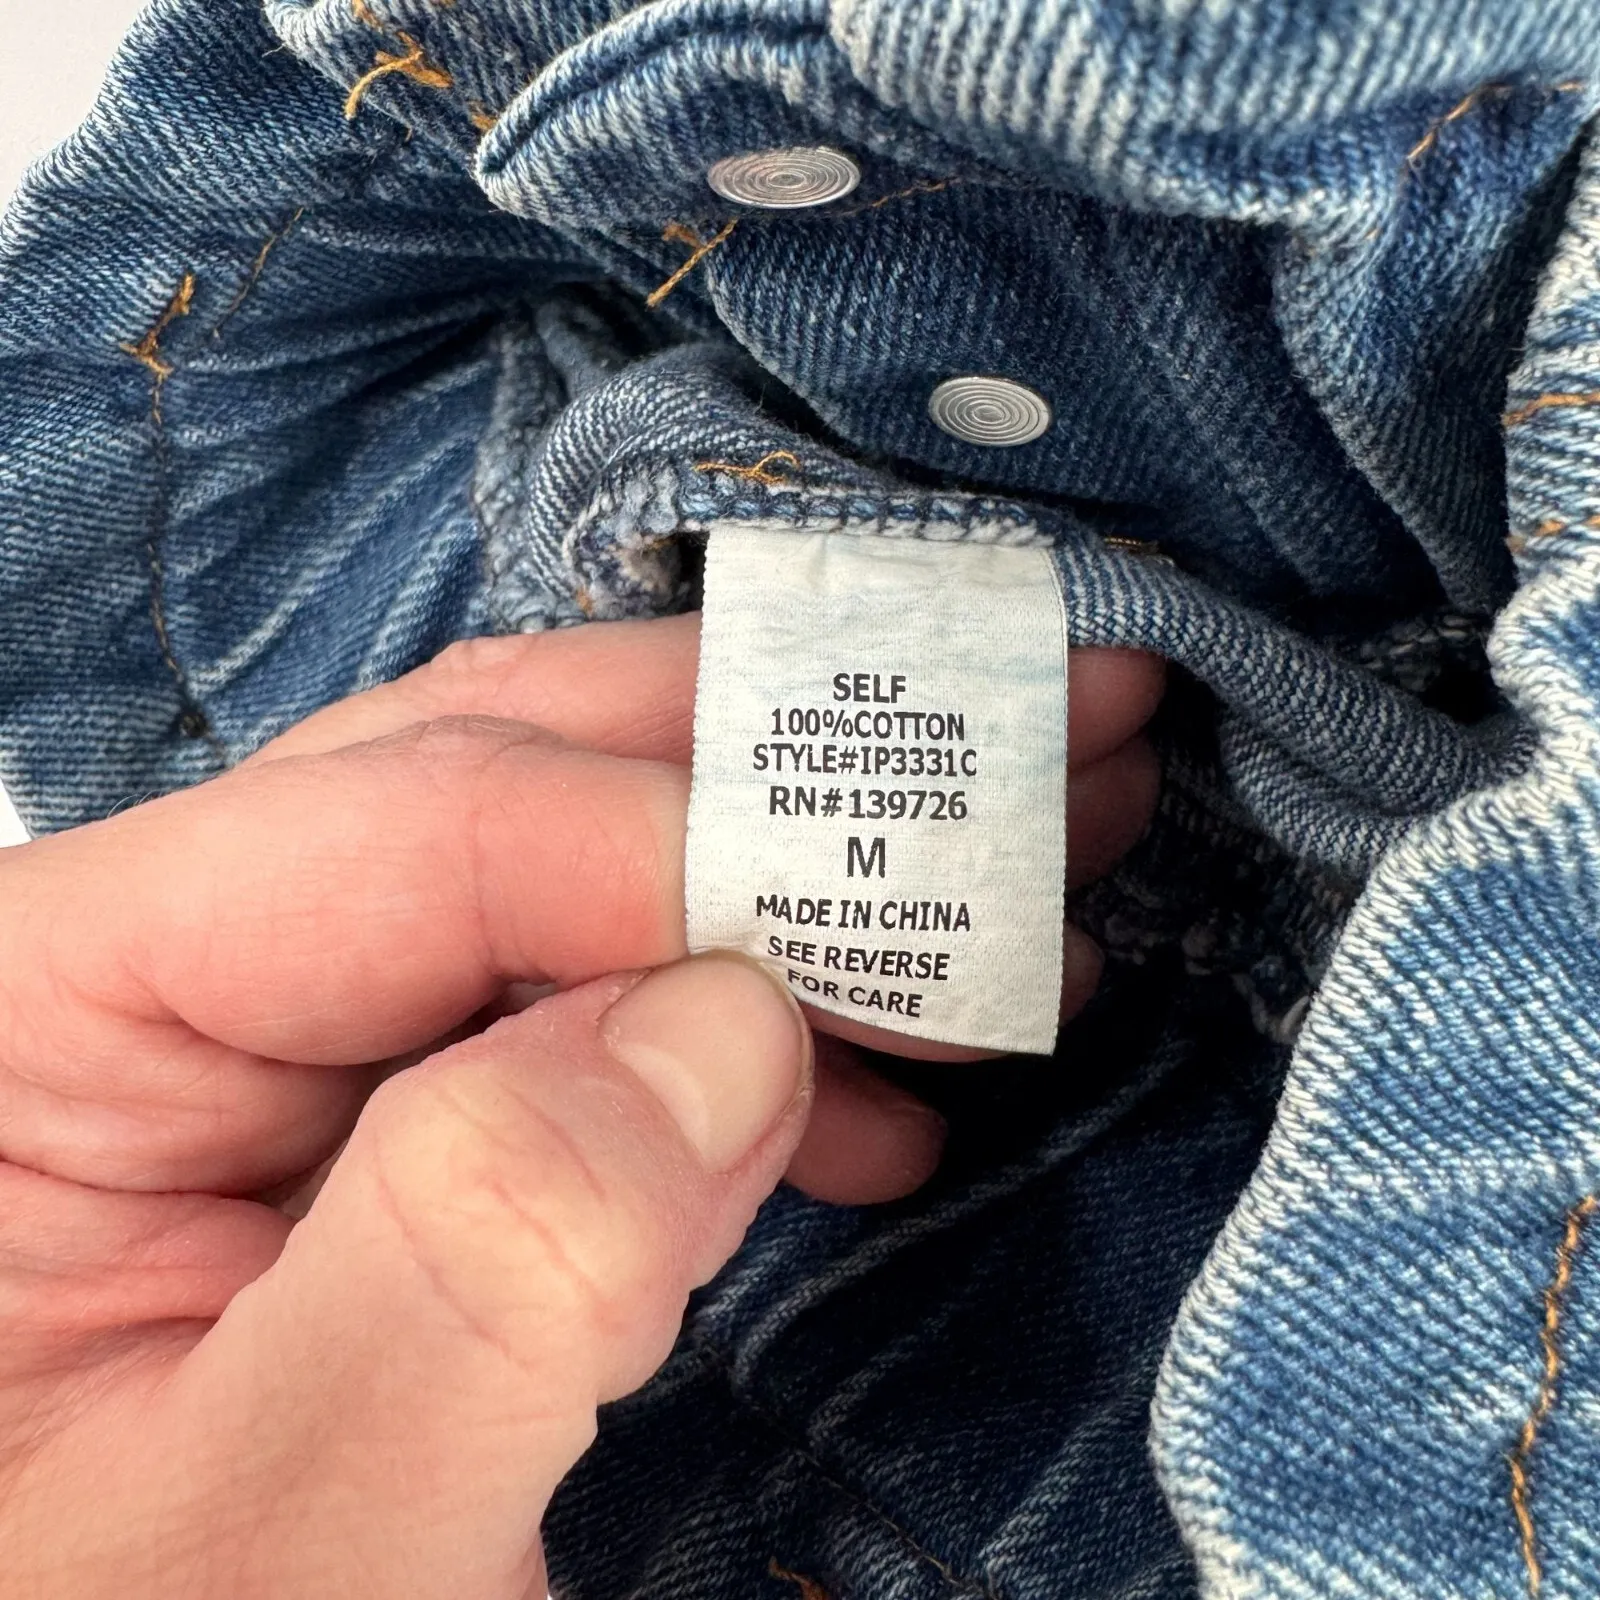 SELF
100%COTTON
STYLE#IP3331C
RN#139726
M
MADE IN CHINA
SEE REVERSE
FOR CARE